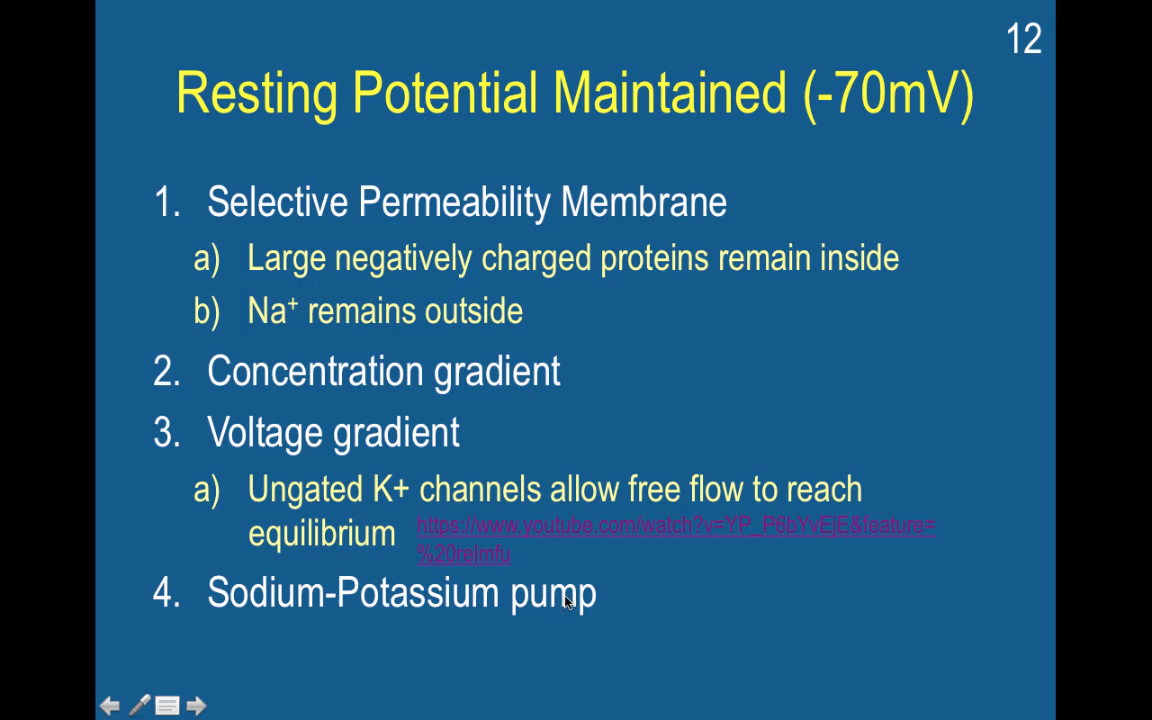 12
Resting Potential Maintained (-70mV)
1. Selective Permeability Membrane
a) Large negatively charged proteins remain inside
b) Na⁺ remains outside
2. Concentration gradient
3. Voltage gradient
a) Ungated K+ channels allow free flow to reach
equilibrium https://www.youtube.com/watch?v=YP_P6bYvEjE&feature=
%20relmfu
4. Sodium-Potassium pump